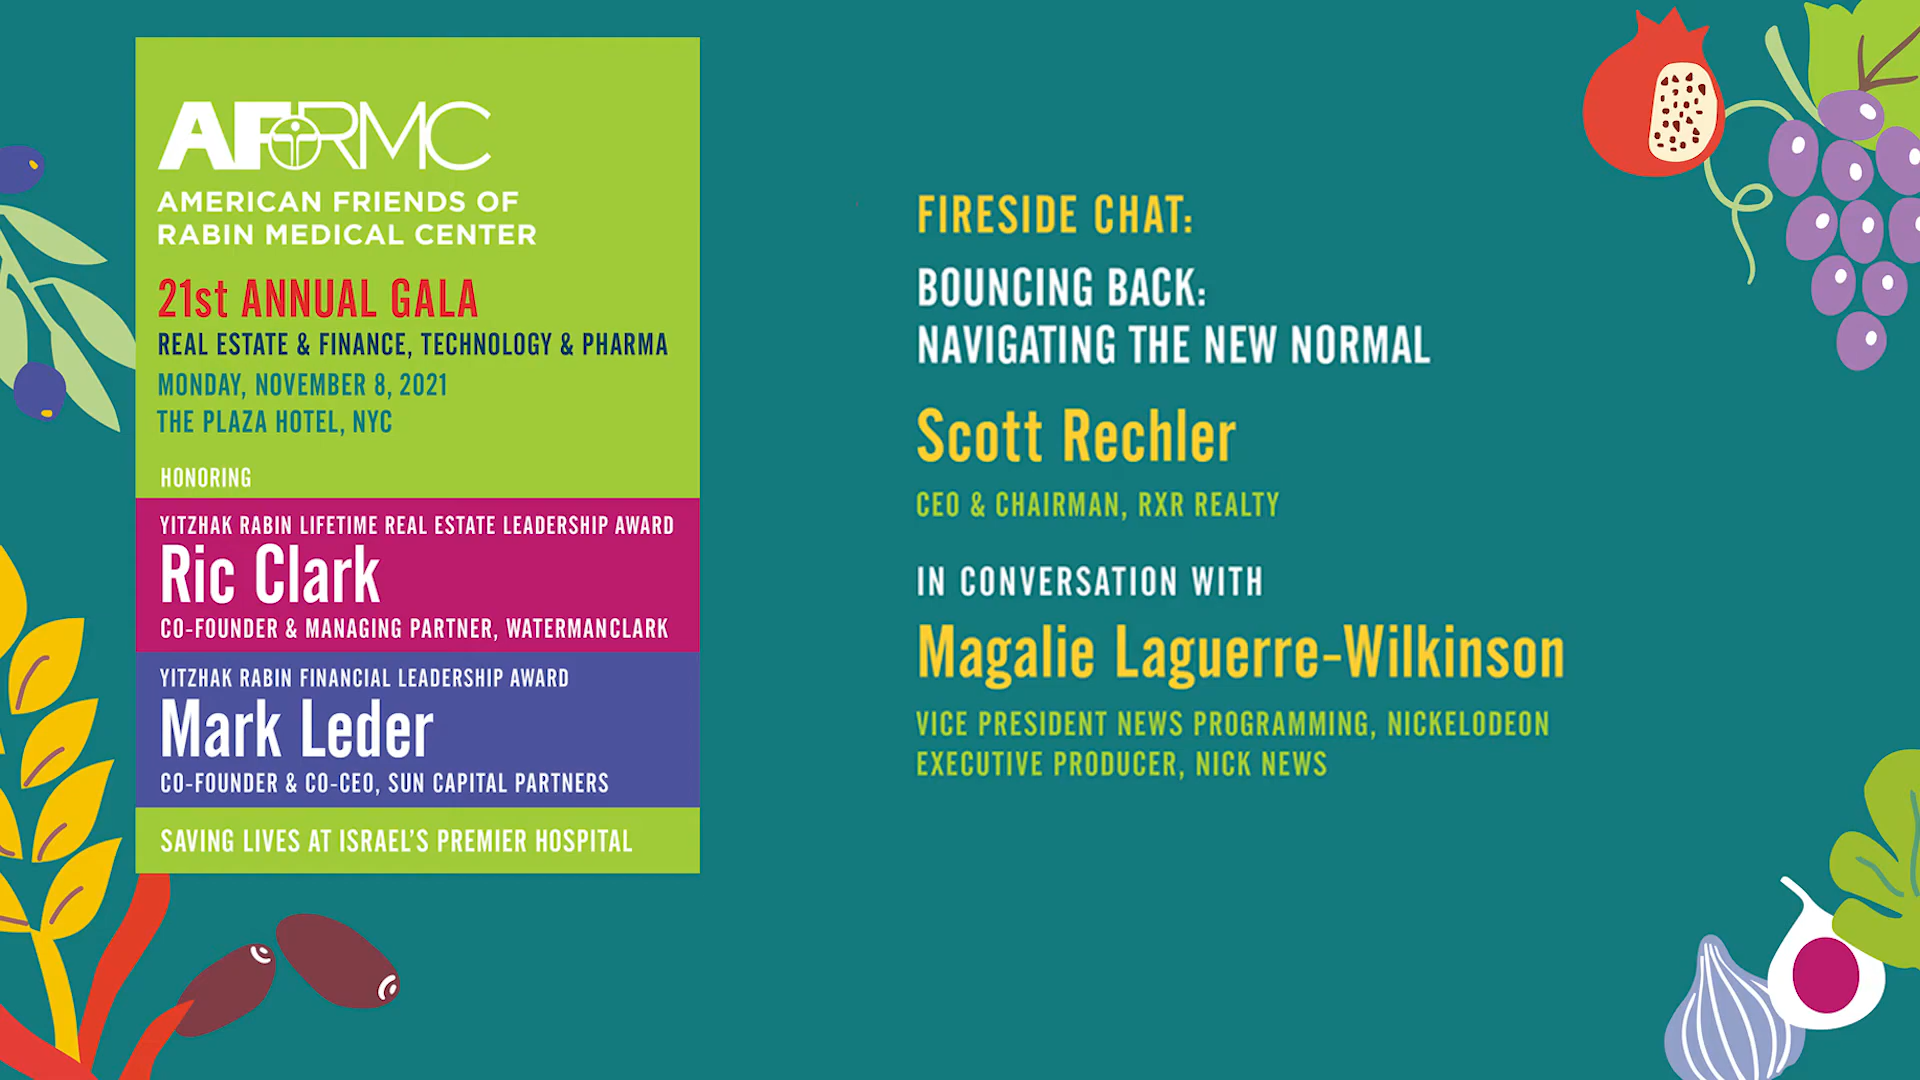 AFoRMC
AMERICAN FRIENDS OF
RABIN MEDICAL CENTER
21st ANNUAL GALA
REAL ESTATE & FINANCE, TECHNOLOGY & PHARMA
MONDAY, NOVEMBER 8, 2021
THE PLAZA HOTEL, NYC
HONORING
YITZHAK RABIN LIFETIME REAL ESTATE LEADERSHIP AWARD
Ric Clark
CO-FOUNDER & MANAGING PARTNER, WATERMANCLARK
YITZHAK RABIN FINANCIAL LEADERSHIP AWARD
Mark Leder
CO-FOUNDER & CO-CEO, SUN CAPITAL PARTNERS
SAVING LIVES AT ISRAEL'S PREMIER HOSPITAL
FIRESIDE CHAT:
BOUNCING BACK:
NAVIGATING THE NEW NORMAL
Scott Rechler
CEO & CHAIRMAN, RXR REALTY
IN CONVERSATION WITH
Magalie Laguerre-Wilkinson
VICE PRESIDENT NEWS PROGRAMMING, NICKELODEON
EXECUTIVE PRODUCER, NICK NEWS